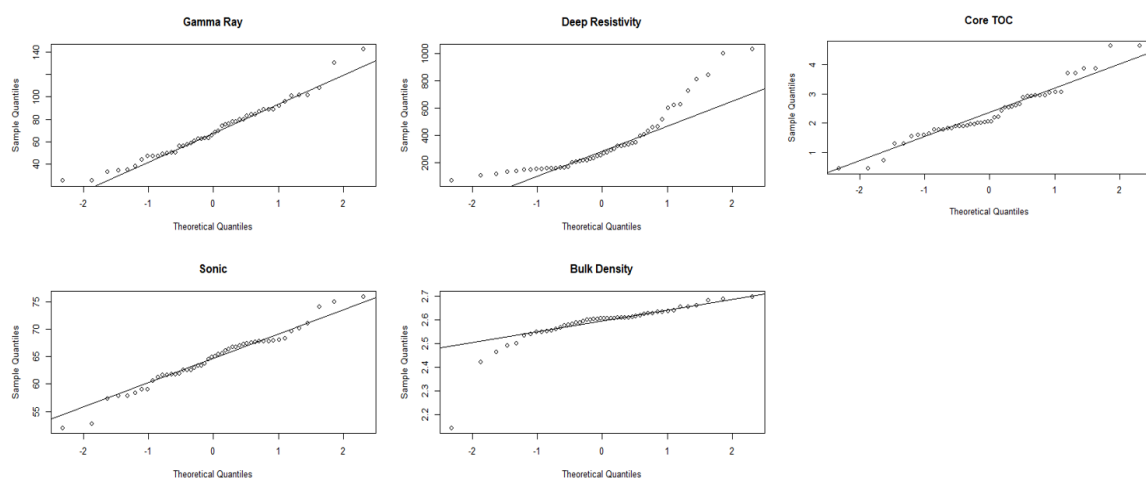 Gamma Ray
Sample Quantiles
40 60 80 100 140
-2 -1 0 1 2
Theoretical Quantiles
Deep Resistivity
Sample Quantiles
200 400 600 800 1000
-2 -1 0 1 2
Theoretical Quantiles
Core TOC
Sample Quantiles
1 2 3 4
-2 -1 0 1 2
Theoretical Quantiles
Sonic
Sample Quantiles
55 60 65 70 75
-2 -1 0 1 2
Theoretical Quantiles
Bulk Density
Sample Quantiles
2.2 2.3 2.4 2.5 2.6 2.7
-2 -1 0 1 2
Theoretical Quantiles